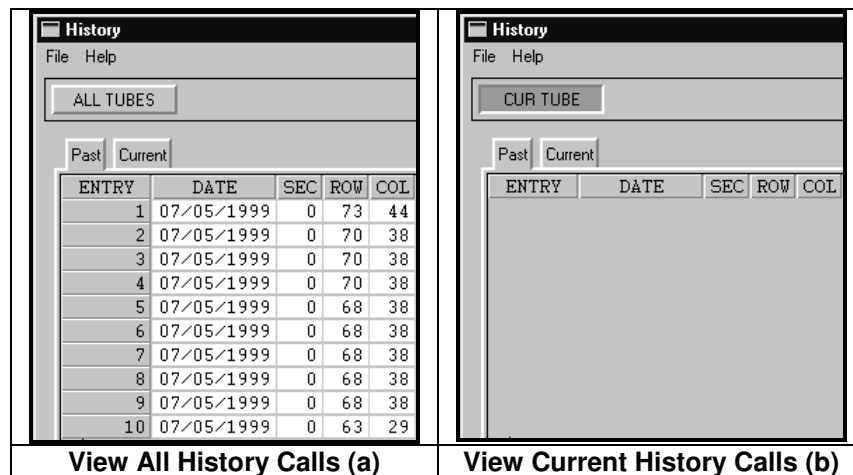 History
File Help
ALL TUBES
Past Current
ENTRY DATE SEC ROW COL
1 07/05/1999 0 73 44
2 07/05/1999 0 70 38
3 07/05/1999 0 70 38
4 07/05/1999 0 70 38
5 07/05/1999 0 68 38
6 07/05/1999 0 68 38
7 07/05/1999 0 68 38
8 07/05/1999 0 68 38
9 07/05/1999 0 68 38
10 07/05/1999 0 63 29
View All History Calls (a)
History
File Help
CUR TUBE
Past Current
ENTRY DATE SEC ROW COL
View Current History Calls (b)